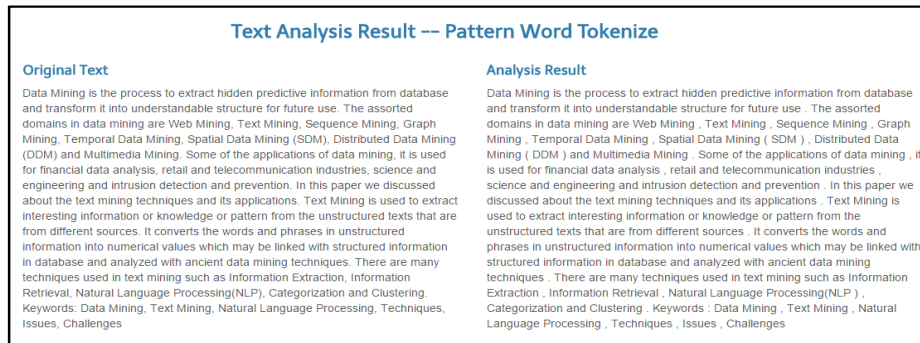 Text Analysis Result -- Pattern Word Tokenize
Original Text
Data Mining is the process to extract hidden predictive information from database
and transform it into understandable structure for future use. The assorted
domains in data mining are Web Mining, Text Mining, Sequence Mining, Graph
Mining, Temporal Data Mining, Spatial Data Mining (SDM), Distributed Data Mining
(DDM) and Multimedia Mining. Some of the applications of data mining, it is used
for financial data analysis, retail and telecommunication industries, science and
engineering and intrusion detection and prevention. In this paper we discussed
about the text mining techniques and its applications. Text Mining is used to extract
interesting information or knowledge or pattern from the unstructured texts that are
from different sources. It converts the words and phrases in unstructured
information into numerical values which may be linked with structured information
in database and analyzed with ancient data mining techniques. There are many
techniques used in text mining such as Information Extraction, Information
Retrieval, Natural Language Processing(NLP), Categorization and Clustering.
Keywords: Data Mining, Text Mining, Natural Language Processing, Techniques,
Issues, Challenges
Analysis Result
Data Mining is the process to extract hidden predictive information from database
and transform it into understandable structure for future use . The assorted
domains in data mining are Web Mining , Text Mining , Sequence Mining , Graph
Mining , Temporal Data Mining , Spatial Data Mining ( SDM ) , Distributed Data
Mining ( DDM ) and Multimedia Mining . Some of the applications of data mining , it
is used for financial data analysis , retail and telecommunication industries ,
science and engineering and intrusion detection and prevention . In this paper we
discussed about the text mining techniques and its applications . Text Mining is
used to extract interesting information or knowledge or pattern from the
unstructured texts that are from different sources . It converts the words and
phrases in unstructured information into numerical values which may be linked with
structured information in database and analyzed with ancient data mining
techniques . There are many techniques used in text mining such as Information
Extraction , Information Retrieval , Natural Language Processing(NLP ) ,
Categorization and Clustering . Keywords : Data Mining , Text Mining , Natural
Language Processing , Techniques , Issues , Challenges